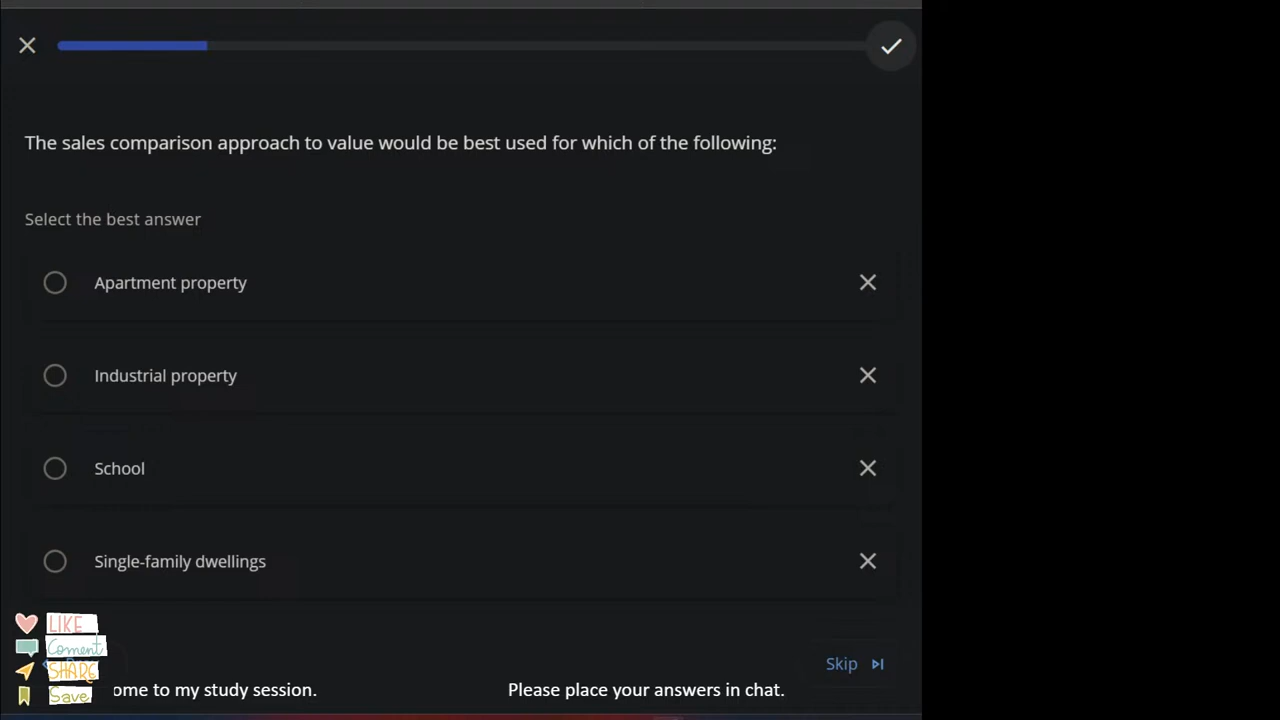 The sales comparison approach to value would be best used for which of the following:
Select the best answer
Apartment property
Industrial property
School
Single-family dwellings
LIKE
Coment
SHARE
Save
Skip
ome to my study session.
Please place your answers in chat.